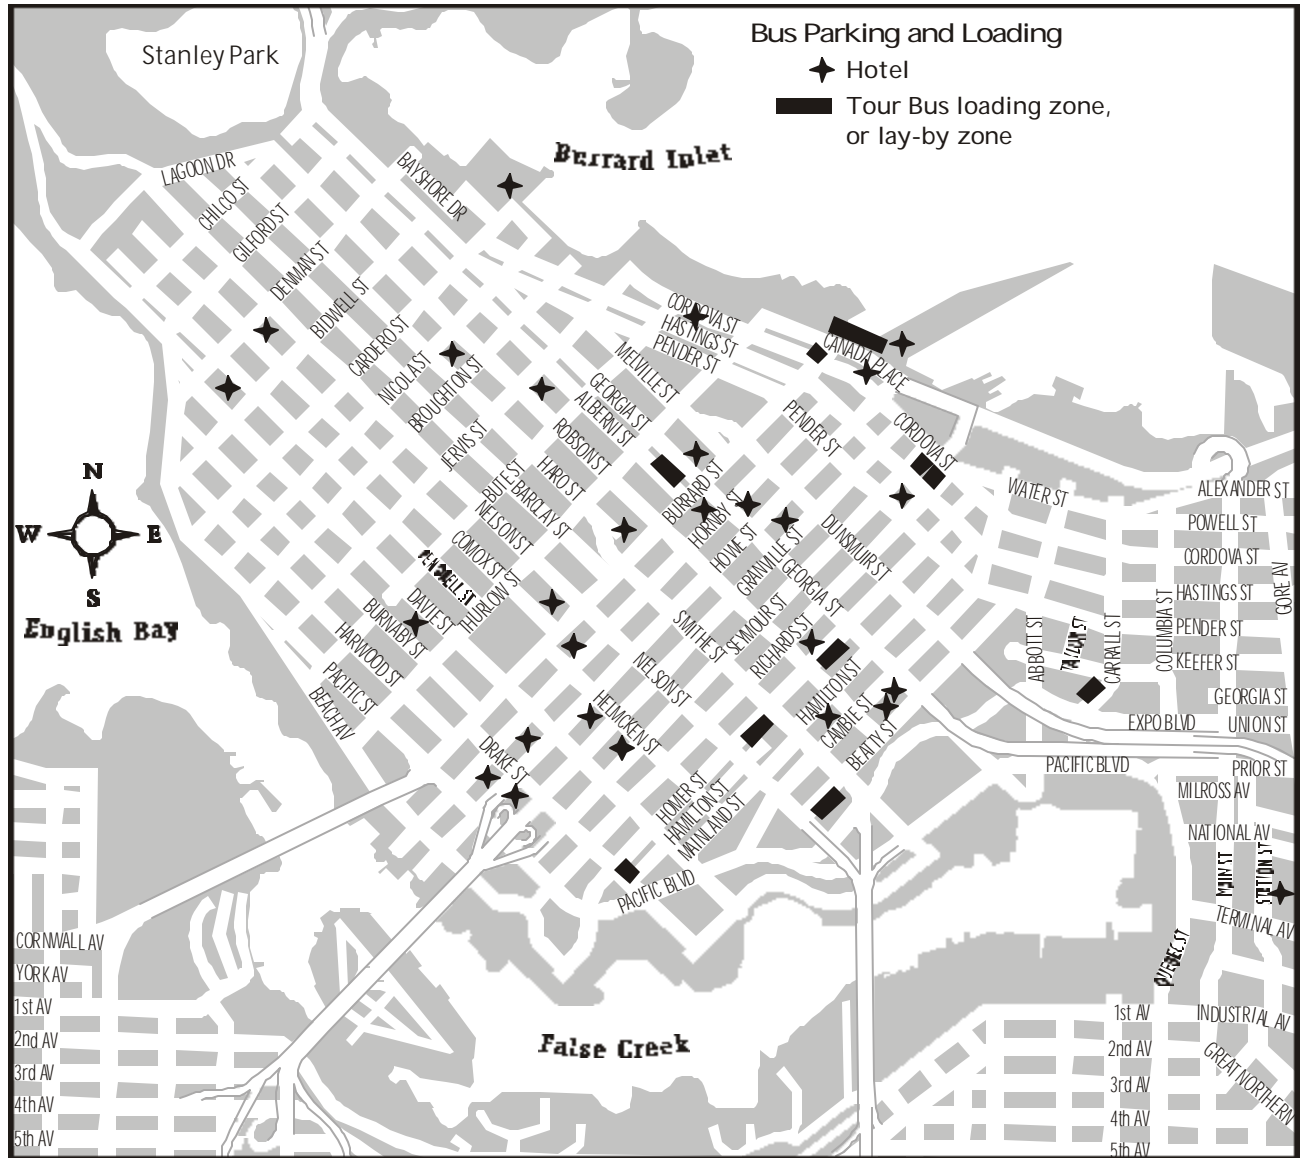 Bus Parking and Loading
Hotel
Tour Bus loading zone,
or lay-by zone
Stanley Park
Burrard Inlet
LAGOON DR
CHILCO ST
GILFORD ST
DENMAN ST
BIDWELL ST
CARDERO ST
NICOLA ST
BROUGHTON ST
JERVIS ST
BUTE ST
THURLOW ST
BAYSHORE DR
CORDOVA ST
HASTINGS ST
PENDER ST
MELVILLE ST
GEORGIA ST
ALBERNI ST
ROBSON ST
HARO ST
BARCLAY ST
NELSON ST
COMOX ST
PENDRELL ST
DAVIE ST
BURNABY ST
HARWOOD ST
PACIFIC ST
BEACH AV
CANADA PLACE
PENDER ST
CORDOVA ST
DUNSMUIR ST
WATER ST
BURRARD ST
HORNBY ST
HOWE ST
GRANVILLE ST
GEORGIA ST
SEYMOUR ST
RICHARDS ST
SMITHE ST
NELSON ST
HELMCKEN ST
DRAKE ST
HAMILTON ST
CAMBIE ST
BEATTY ST
HOMER ST
HAMILTON ST
MAINLAND ST
PACIFIC BLVD
N
W
E
S
English Bay
ALEXANDER ST
POWELL ST
CORDOVA ST
HASTINGS ST
PENDER ST
KEEFER ST
GEORGIA ST
UNION ST
PRIOR ST
GORE AV
COLUMBIA ST
CARRALL ST
ABBOTT ST
EXPO BLVD
PACIFIC BLVD
MILROSS AV
NATIONAL AV
MAIN ST
STATION ST
TERMINAL AV
QUEBEC ST
INDUSTRIAL AV
GREAT NORTHERN
1st AV
2nd AV
3rd AV
4th AV
5th AV
False Creek
CORNWALL AV
YORK AV
1st AV
2nd AV
3rd AV
4th AV
5th AV